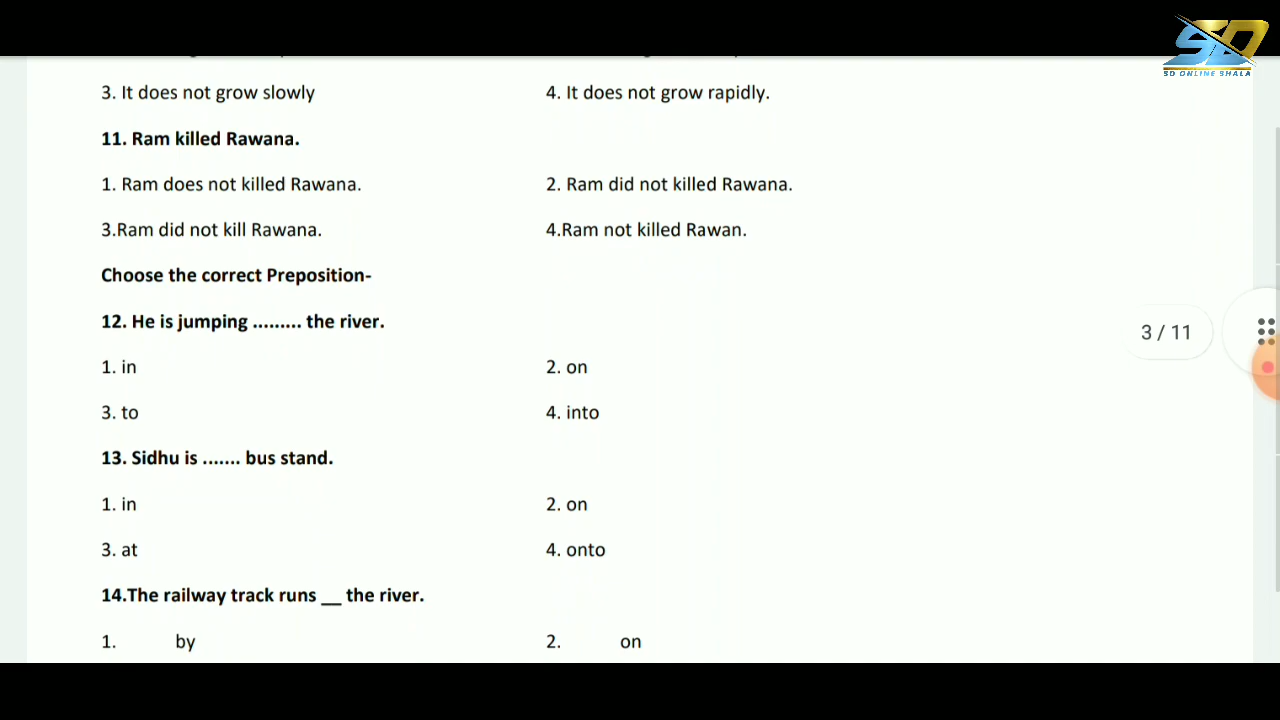 SD ONLINE SHALA
3. It does not grow slowly 4. It does not grow rapidly.
11. Ram killed Rawana.
1. Ram does not killed Rawana. 2. Ram did not killed Rawana.
3.Ram did not kill Rawana. 4.Ram not killed Rawan.
Choose the correct Preposition-
12. He is jumping ......... the river.
1. in 2. on
3 / 11
3. to 4. into
13. Sidhu is ....... bus stand.
1. in 2. on
3. at 4. onto
14.The railway track runs __ the river.
1. by 2. on